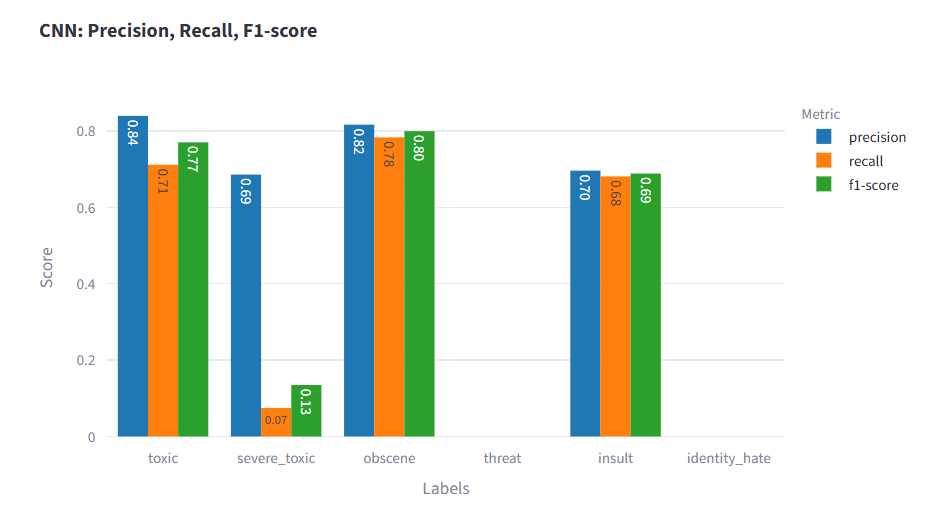 CNN: Precision, Recall, F1-score
Metric
precision
recall
f1-score
Score
0.8
0.6
0.4
0.2
0
0.84
0.71
0.77
0.69
0.07
0.13
0.82
0.78
0.80
0.70
0.68
0.69
toxic
severe_toxic
obscene
threat
insult
identity_hate
Labels